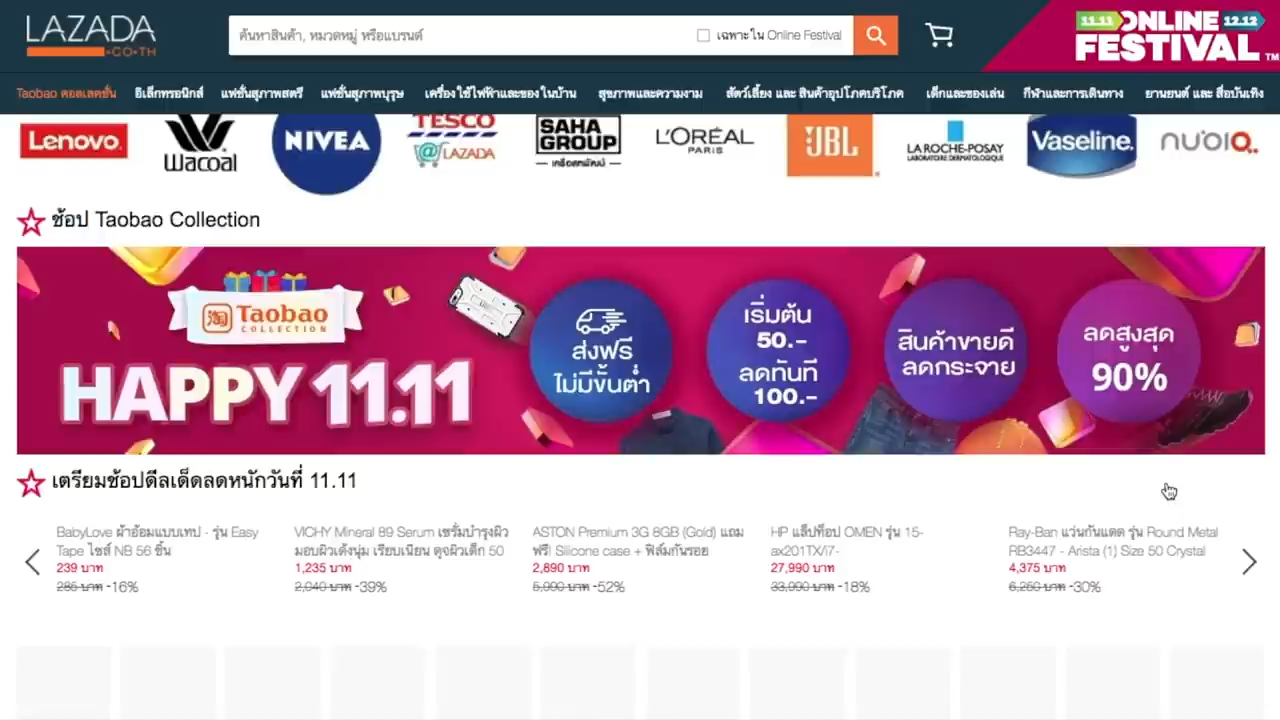 LAZADA
.CO.TH
ค้นหาสินค้า, หมวดหมู่ หรือแบรนด์
เฉพาะใน Online Festival
11.11 ONLINE 12.12
FESTIVAL™
Taobao คอลเลคชั่น
อิเล็กทรอนิกส์
แฟชั่นสุภาพสตรี
แฟชั่นสุภาพบุรุษ
เครื่องใช้ไฟฟ้าและของในบ้าน
สุขภาพและความงาม
สัตว์เลี้ยง และ สินค้าอุปโภคบริโภค
เด็กและของเล่น
กีฬาและการเดินทาง
ยานยนต์ และ สื่อบันเทิง
Lenovo.
Wacoal
NIVEA
TESCO
@LAZADA
SAHA
GROUP
เครือสหพัฒน์
L'ORÉAL
PARIS
JBL
LA ROCHE-POSAY
LABORATOIRE DERMATOLOGIQUE
Vaseline.
nubiq..
ช้อป Taobao Collection
淘 Taobao
COLLECTION
HAPPY 11.11
ส่งฟรี
ไม่มีขั้นต่ำ
เริ่มต้น
50.-
ลดทันที
100.-
สินค้าขายดี
ลดกระจาย
ลดสูงสุด
90%
เตรียมช้อปดีลเด็ดลดหนักวันที่ 11.11
BabyLove ผ้าอ้อมแบบเทป - รุ่น Easy
Tape ไซส์ NB 56 ชิ้น
239 บาท
285 บาท -16%
VICHY Mineral 89 Serum เซรั่มบำรุงผิว
มอบผิวเด้งนุ่ม เรียบเนียน ดุจผิวเด็ก 50
1,235 บาท
2,040 บาท -39%
ASTON Premium 3G 8GB (Gold) แถม
ฟรี! Silicone case + ฟิล์มกันรอย
2,890 บาท
5,990 บาท -52%
HP แล็ปท็อป OMEN รุ่น 15-
ax201TX/i7-
27,990 บาท
33,990 บาท -18%
Ray-Ban แว่นกันแดด รุ่น Round Metal
RB3447 - Arista (1) Size 50 Crystal
4,375 บาท
6,250 บาท -30%